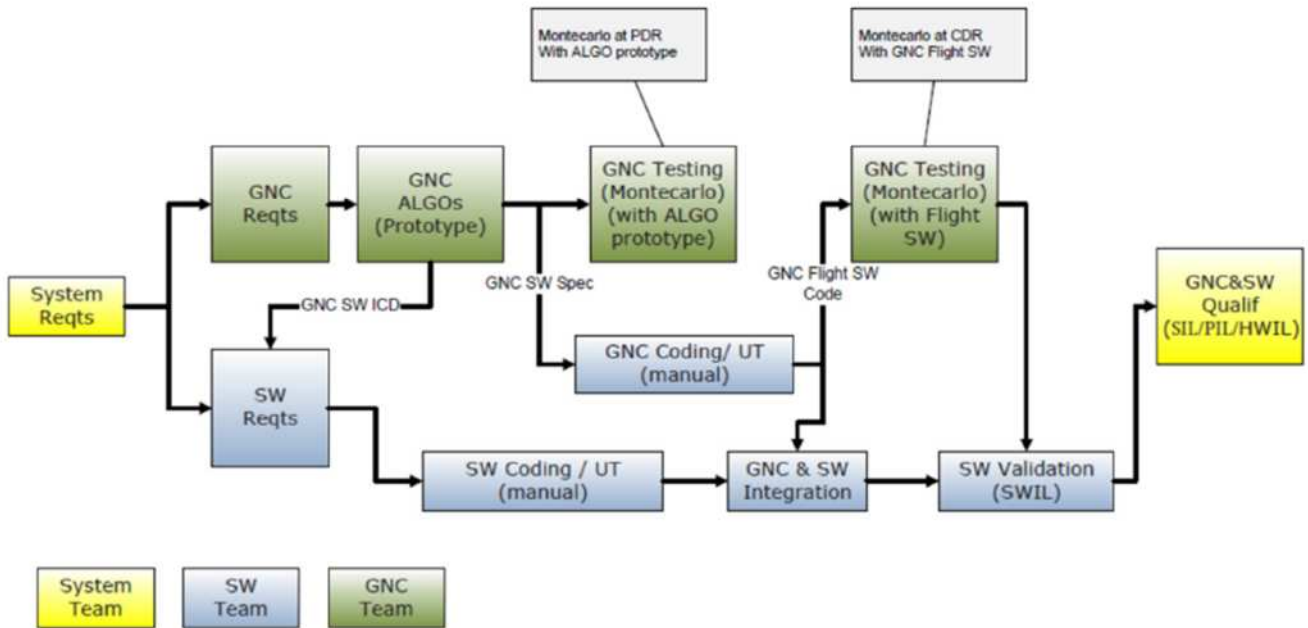 Montecarlo at PDR
With ALGO prototype
Montecarlo at CDR
With GNC Flight SW
GNC
Reqts
GNC
ALGOs
(Prototype)
GNC Testing
(Montecarlo)
(with ALGO
prototype)
GNC Testing
(Montecarlo)
(with Flight
SW)
System
Reqts
GNC SW ICD
GNC SW Spec
GNC Flight SW
Code
GNC&SW
Qualif
(SIL/PIL/HWIL)
SW
Reqts
GNC Coding/ UT
(manual)
SW Coding / UT
(manual)
GNC & SW
Integration
SW Validation
(SWIL)
System
Team
SW
Team
GNC
Team